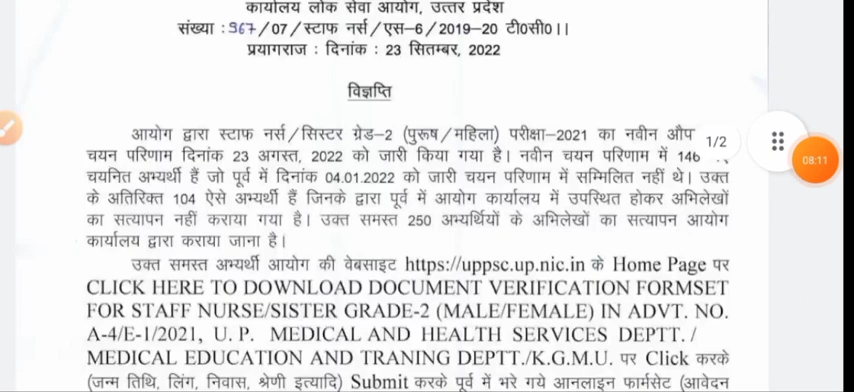 कार्यालय लोक सेवा आयोग, उत्तर प्रदेश
संख्या : 967/07/स्टाफ नर्स/एस-6/2019-20 टी०सी०।।
प्रयागराज : दिनांक : 23 सितम्बर, 2022
विज्ञप्ति
आयोग द्वारा स्टाफ नर्स/सिस्टर ग्रेड-2 (पुरूष/महिला) परीक्षा-2021 का नवीन औप
1/2
08:11
चयन परिणाम दिनांक 23 अगस्त, 2022 को जारी किया गया है। नवीन चयन परिणाम में 146
चयनित अभ्यर्थी हैं जो पूर्व में दिनांक 04.01.2022 को जारी चयन परिणाम में सम्मिलित नहीं थे। उक्त
के अतिरिक्त 104 ऐसे अभ्यर्थी हैं जिनके द्वारा पूर्व में आयोग कार्यालय में उपस्थित होकर अभिलेखों
का सत्यापन नहीं कराया गया है। उक्त समस्त 250 अभ्यर्थियों के अभिलेखों का सत्यापन आयोग
कार्यालय द्वारा कराया जाना है।
उक्त समस्त अभ्यर्थी आयोग की वेबसाइट https://uppsc.up.nic.in के Home Page पर
CLICK HERE TO DOWNLOAD DOCUMENT VERIFICATION FORMSET
FOR STAFF NURSE/SISTER GRADE-2 (MALE/FEMALE) IN ADVT. NO.
A-4/E-1/2021, U. P. MEDICAL AND HEALTH SERVICES DEPTT. /
MEDICAL EDUCATION AND TRANING DEPTT./K.G.M.U. पर Click करके
(जन्म तिथि, लिंग, निवास, श्रेणी इत्यादि) Submit करके पूर्व में भरे गये आनलाइन फार्मसेट (आवेदन